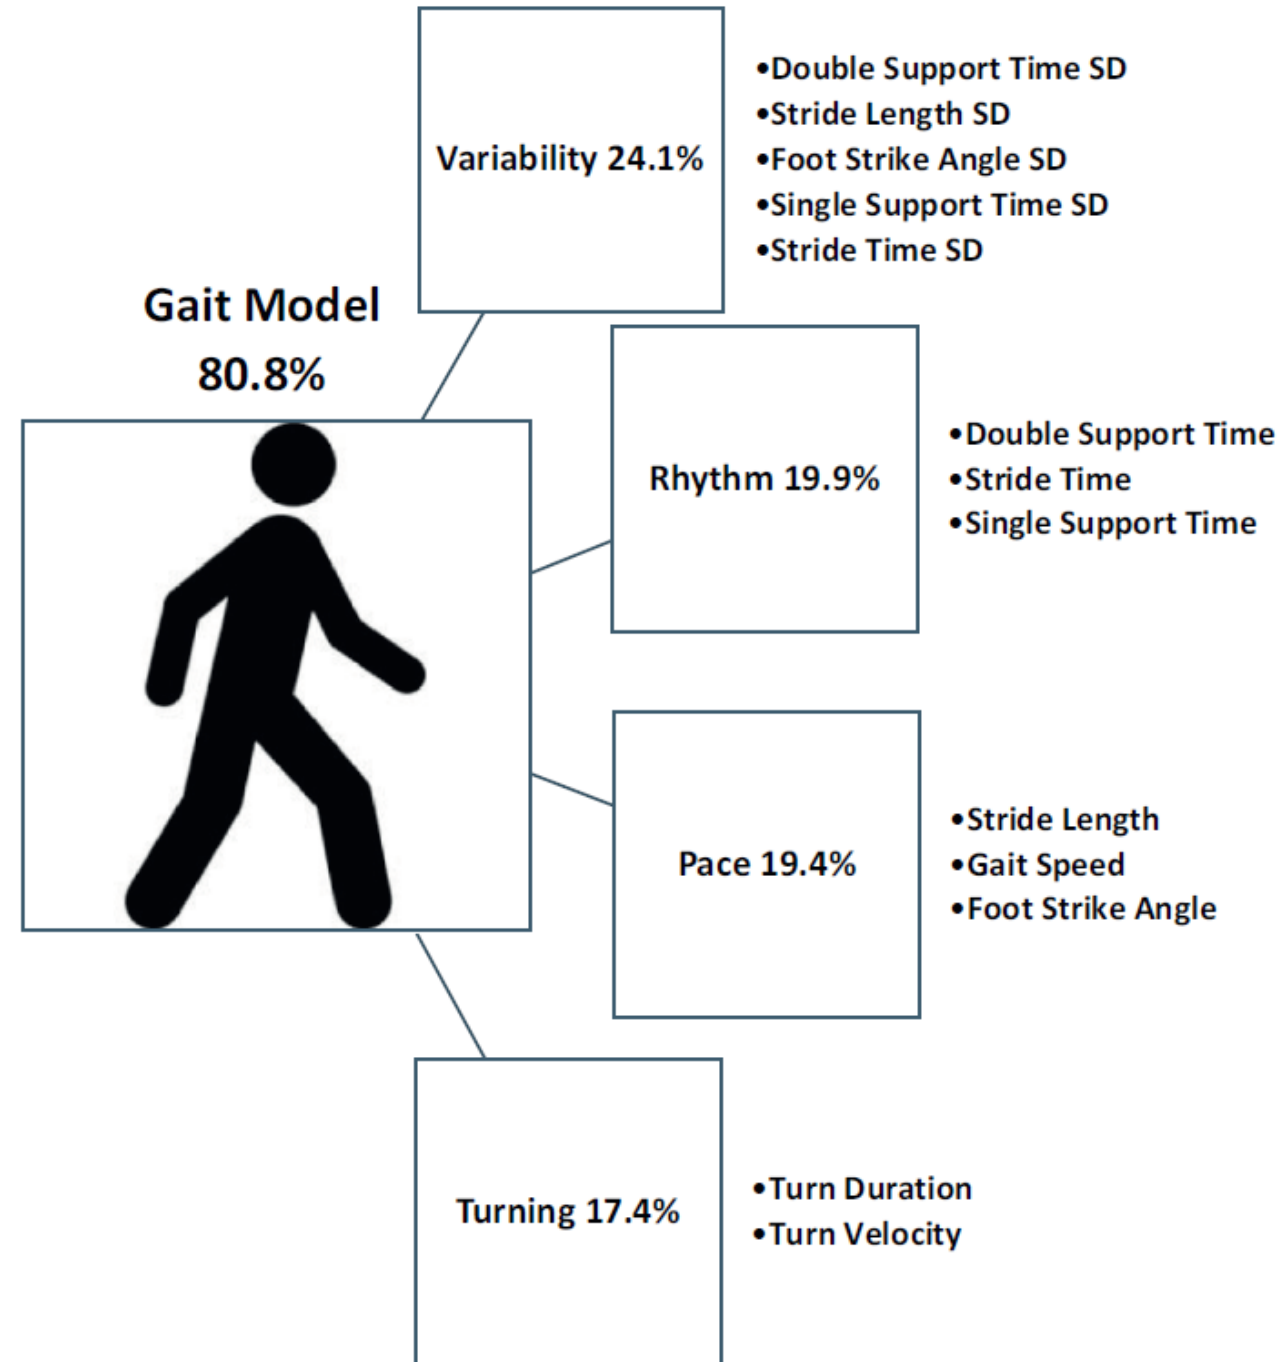 Variability 24.1%
•Double Support Time SD
•Stride Length SD
•Foot Strike Angle SD
•Single Support Time SD
•Stride Time SD
Gait Model
80.8%
Rhythm 19.9%
•Double Support Time
•Stride Time
•Single Support Time
Pace 19.4%
•Stride Length
•Gait Speed
•Foot Strike Angle
Turning 17.4%
•Turn Duration
•Turn Velocity